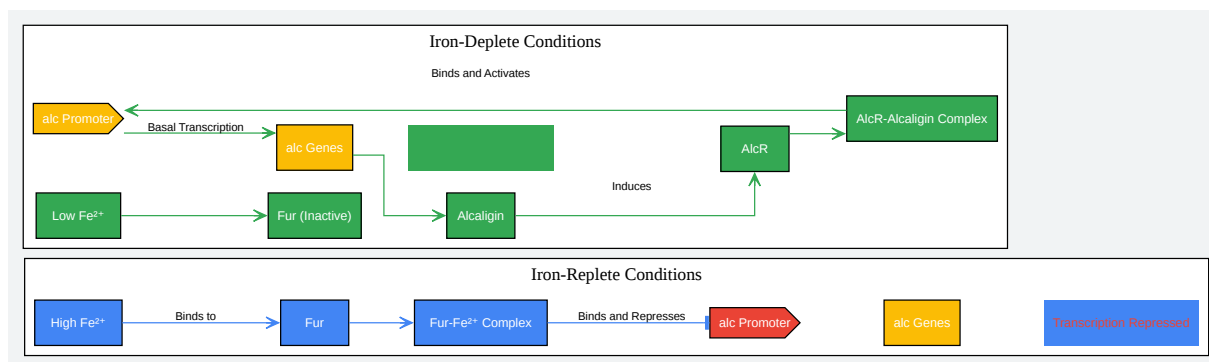 Iron-Deplete Conditions
Binds and Activates
alc Promoter
Basal Transcription
alc Genes
AlcR
AlcR-Alcaligin Complex
Induces
Low Fe²⁺
Fur (Inactive)
Alcaligin
Iron-Replete Conditions
High Fe²⁺
Binds to
Fur
Fur-Fe²⁺ Complex
Binds and Represses
alc Promoter
alc Genes
Transcription Repressed